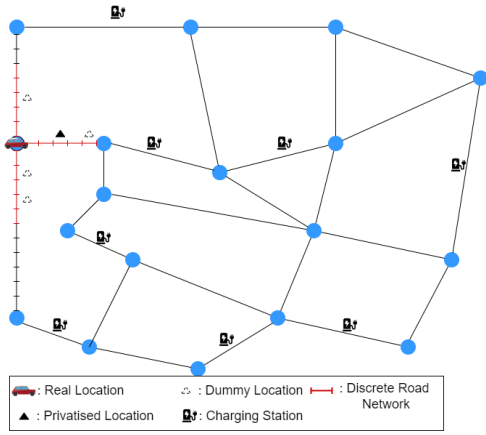 : Real Location
: Dummy Location
: Discrete Road
Network
: Privatised Location
: Charging Station